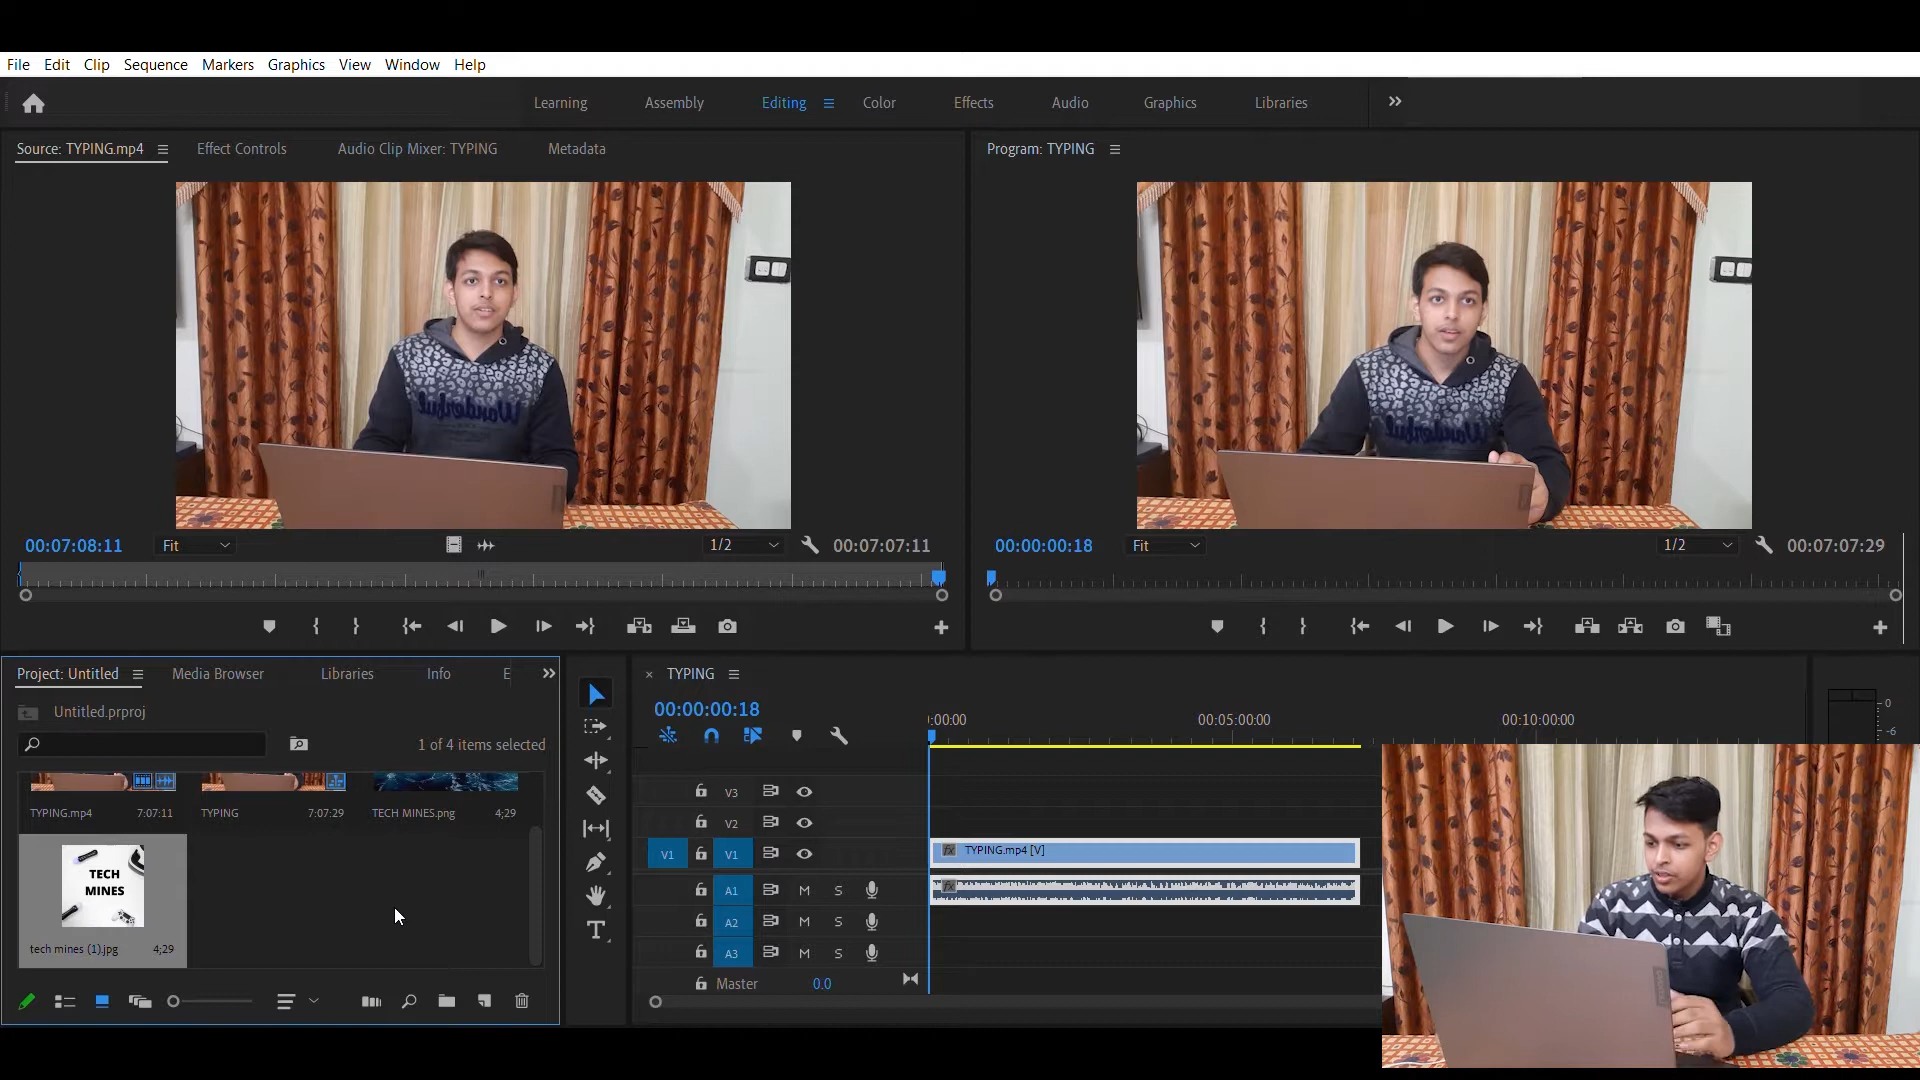 File Edit Clip Sequence Markers Graphics View Window Help
Learning Assembly Editing Color Effects Audio Graphics Libraries
Source: TYPING.mp4 Effect Controls Audio Clip Mixer: TYPING Metadata
Program: TYPING
00:07:08:11 Fit 1/2 00:07:07:11
00:00:00:18 Fit 1/2 00:07:07:29
Project: Untitled Media Browser Libraries Info E
Untitled.prproj
1 of 4 items selected
TYPING.mp4 7:07:11 TYPING 7:07:29 TECH MINES.png 4;29
TECH
MINES
tech mines (1).jpg 4;29
TYPING
00:00:00:18
:00:00 00:05:00:00 00:10:00:00
V3
V2
V1 V1 fx TYPING.mp4 [V]
A1 M S fx
A2 M S
A3 M S
Master 0.0
0
-6